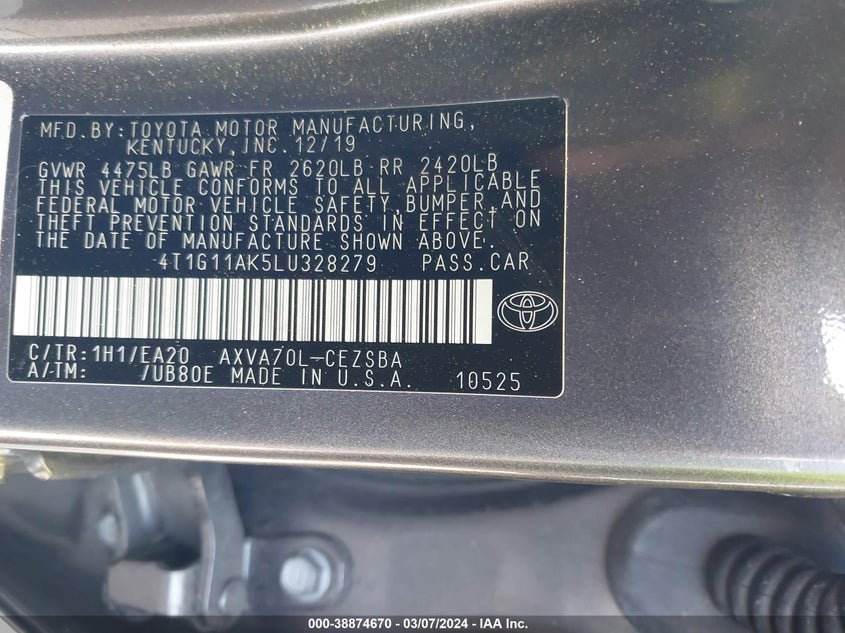 MFD.BY:TOYOTA MOTOR MANUFACTURING,
KENTUCKY,INC.12/19
GVWR 4475LB GAWR FR 2620LB RR 2420LB
THIS VEHICLE CONFORMS TO ALL APPLICABLE
FEDERAL MOTOR VEHICLE SAFETY,BUMPER,AND
THEFT PREVENTION STANDARDS IN EFFECT ON
THE DATE OF MANUFACTURE SHOWN ABOVE.
4T1G11AK5LU328279 PASS.CAR
C/TR:1H1/EA20 AXVA70L-CEZSBA
A/TM: /UB80E MADE IN U.S.A. 10525
000-38874670 — 03/07/2024 — IAA Inc.